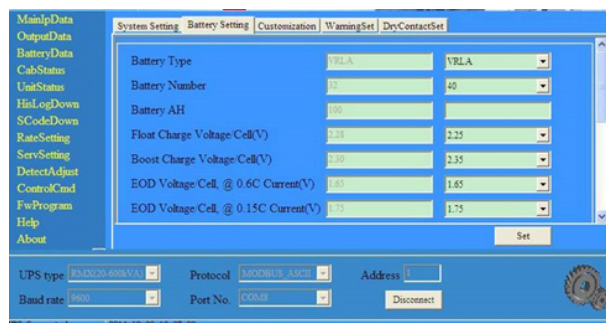 MainIpData
OutputData
BatteryData
CabStatus
UnitStatus
HisLogDown
SCodeDown
RateSetting
ServSetting
DetectAdjust
ControlCmd
FwProgram
Help
About
System Setting Battery Setting Customization WarningSet DryContactSet
Battery Type VRLA VRLA
Battery Number 32 40
Battery AH 100
Float Charge Voltage/Cell(V) 2.28 2.25
Boost Charge Voltage/Cell(V) 2.30 2.35
EOD Voltage/Cell, @ 0.6C Current(V) 1.65 1.65
EOD Voltage/Cell, @ 0.15C Current(V) 1.75 1.75
Set
UPS type Protocol MODBUS_ASCII Address 1
Baud rate 9600 Port No. COM8 Disconnect